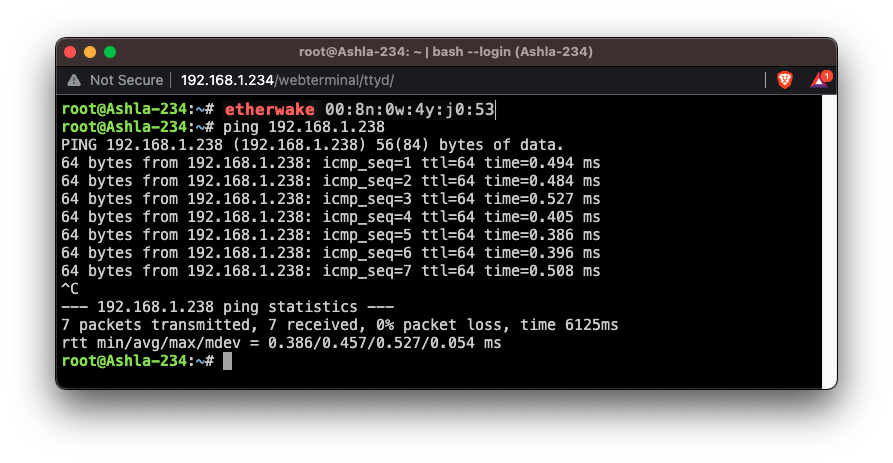 root@Ashla-234: ~ | bash --login (Ashla-234)
Not Secure | 192.168.1.234/webterminal/ttyd/
1
root@Ashla-234:~# etherwake 00:8n:0w:4y:j0:53
root@Ashla-234:~# ping 192.168.1.238
PING 192.168.1.238 (192.168.1.238) 56(84) bytes of data.
64 bytes from 192.168.1.238: icmp_seq=1 ttl=64 time=0.494 ms
64 bytes from 192.168.1.238: icmp_seq=2 ttl=64 time=0.484 ms
64 bytes from 192.168.1.238: icmp_seq=3 ttl=64 time=0.527 ms
64 bytes from 192.168.1.238: icmp_seq=4 ttl=64 time=0.405 ms
64 bytes from 192.168.1.238: icmp_seq=5 ttl=64 time=0.386 ms
64 bytes from 192.168.1.238: icmp_seq=6 ttl=64 time=0.396 ms
64 bytes from 192.168.1.238: icmp_seq=7 ttl=64 time=0.508 ms
^C
--- 192.168.1.238 ping statistics ---
7 packets transmitted, 7 received, 0% packet loss, time 6125ms
rtt min/avg/max/mdev = 0.386/0.457/0.527/0.054 ms
root@Ashla-234:~#